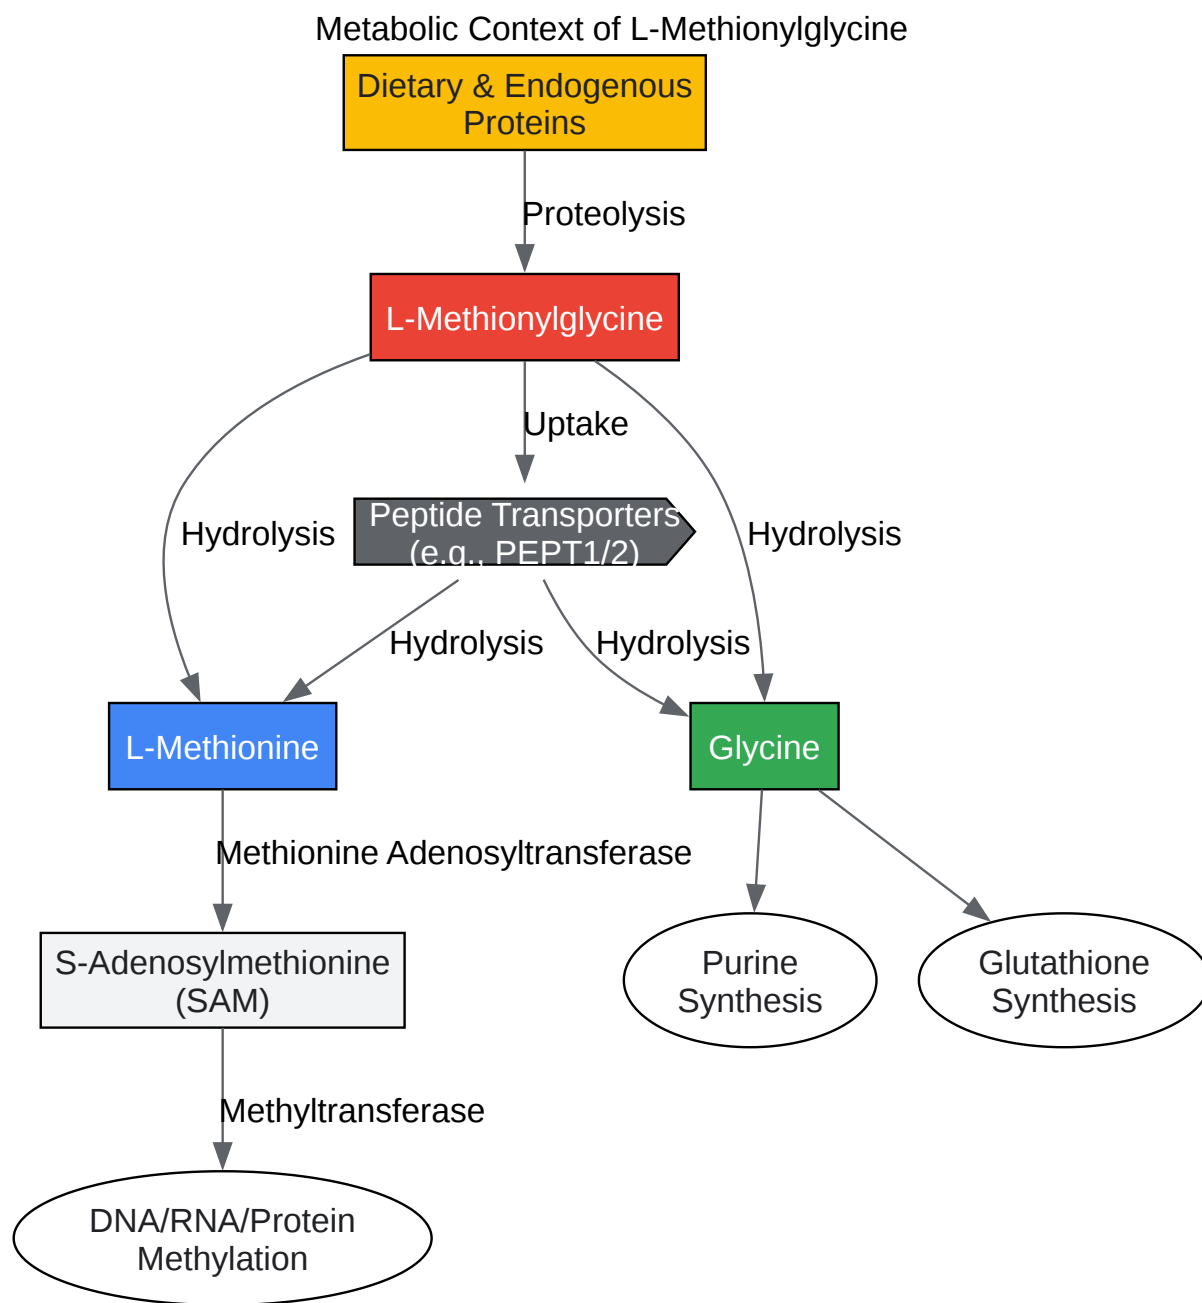 Metabolic Context of L-Methionylglycine
Dietary & Endogenous
Proteins
Proteolysis
L-Methionylglycine
Uptake
Hydrolysis
Peptide Transporters
(e.g., PEPT1/2)
Hydrolysis
Hydrolysis
Hydrolysis
L-Methionine
Glycine
Methionine Adenosyltransferase
S-Adenosylmethionine
(SAM)
Purine
Synthesis
Glutathione
Synthesis
Methyltransferase
DNA/RNA/Protein
Methylation